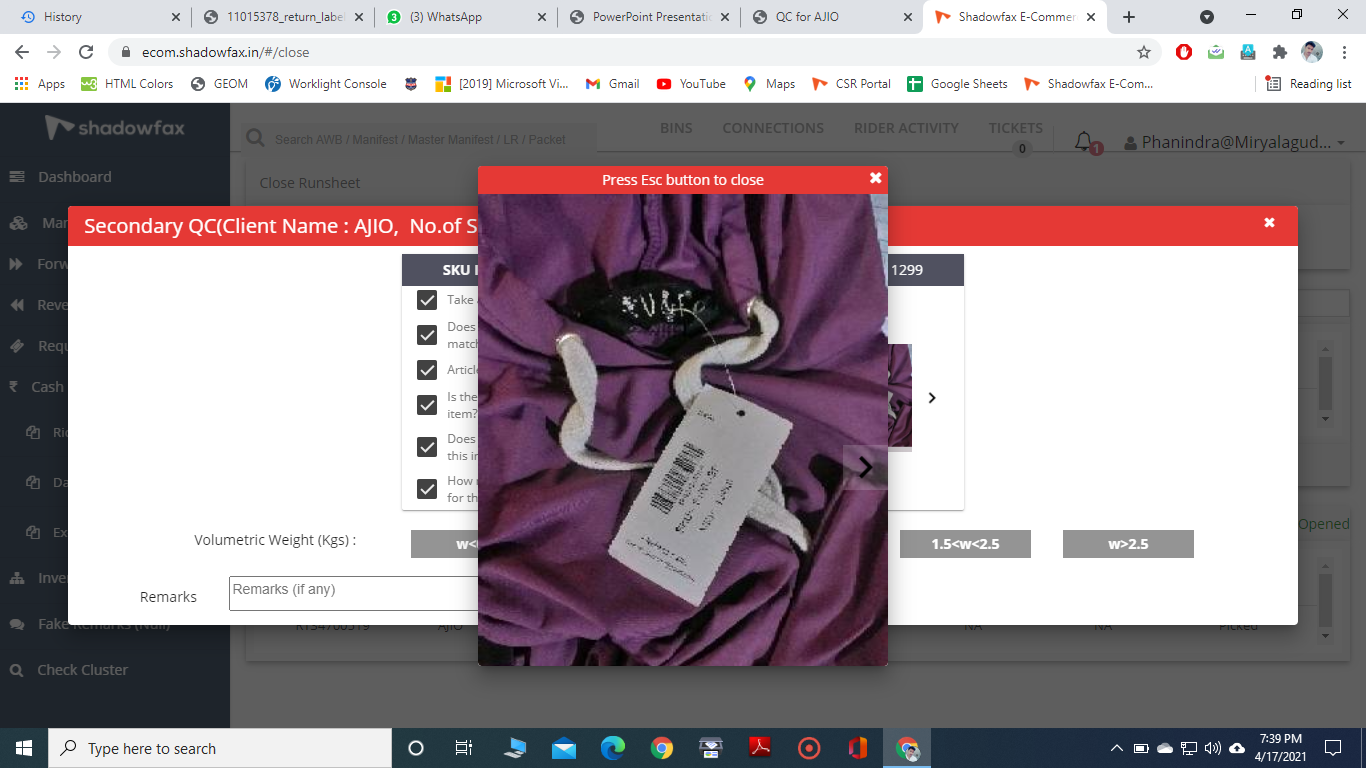 History
11015378_return_labe
(3) WhatsApp
PowerPoint Presentatio
QC for AJIO
Shadowfax E-Commer
ecom.shadowfax.in/#/close
Apps
HTML Colors
GEOM
Worklight Console
[2019] Microsoft Vi...
Gmail
YouTube
Maps
CSR Portal
Google Sheets
Shadowfax E-Com...
Reading list
shadowfax
Search AWB / Manifest / Master Manifest / LR / Packet
BINS
CONNECTIONS
RIDER ACTIVITY
TICKETS
0
1
Phanindra@Miryalagud...
Dashboard
Man
Forw
Reve
Requ
Cash
Ric
Da
Ex
Inve
Fake Remarks (Null)
Check Cluster
Close Runsheet
Press Esc button to close
Secondary QC(Client Name : AJIO, No.of S
SKU
1299
Take
Does
match
Article
Is the
item?
Does
this i
How
for th
Volumetric Weight (Kgs) :
w<
1.5<w<2.5
w>2.5
Remarks
Remarks (if any)
Opened
AJIO
NA
NA
Picked
Type here to search
7:39 PM
4/17/2021